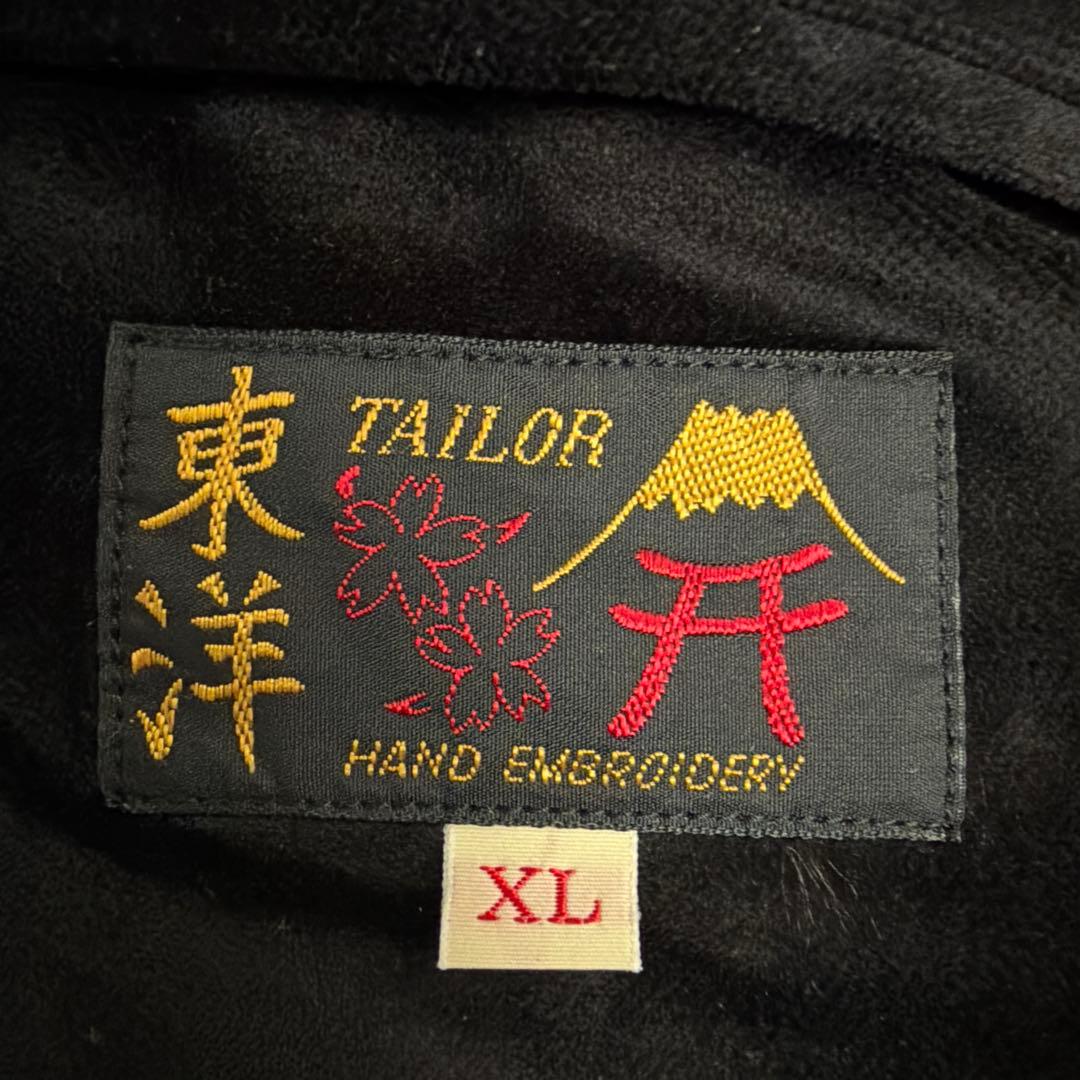 東洋
TAILOR
HAND EMBROIDERY
XL